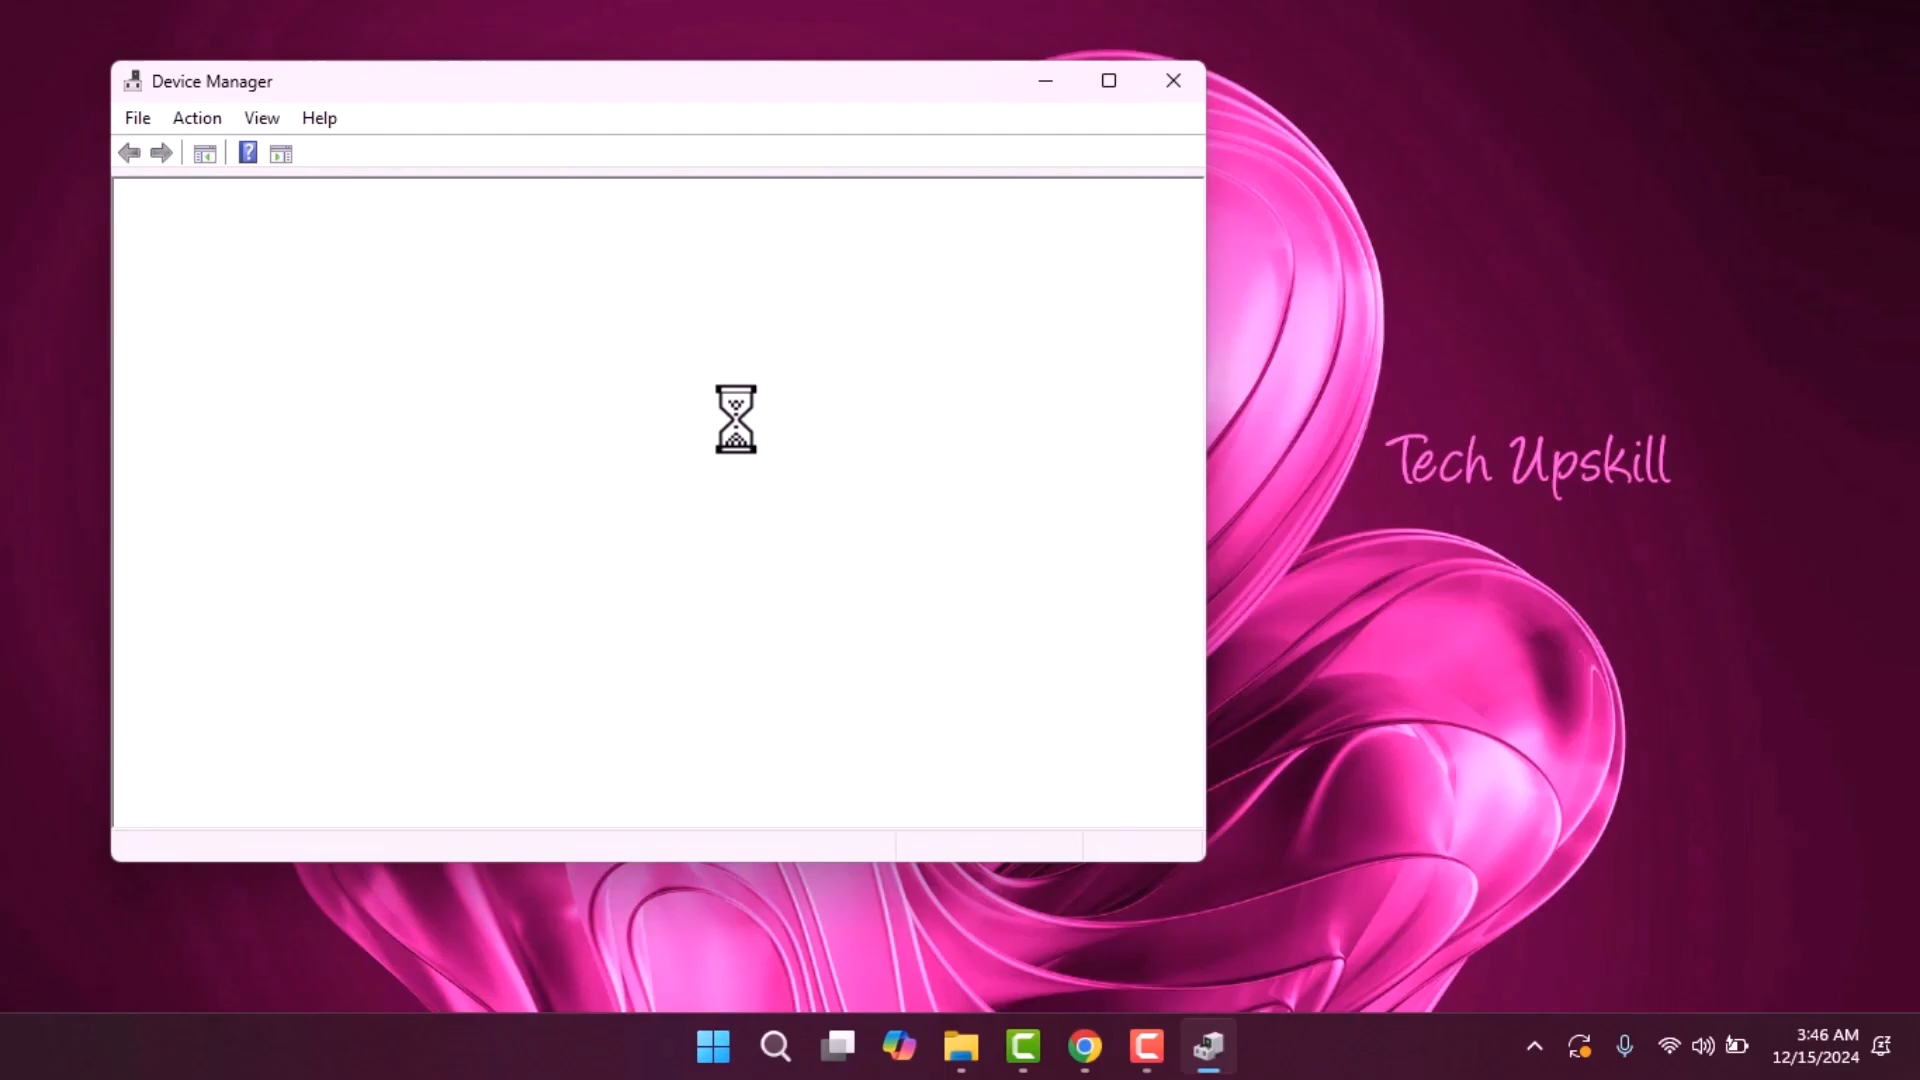 Device Manager
File Action View Help
?
Tech Upskill
3:46 AM
12/15/2024